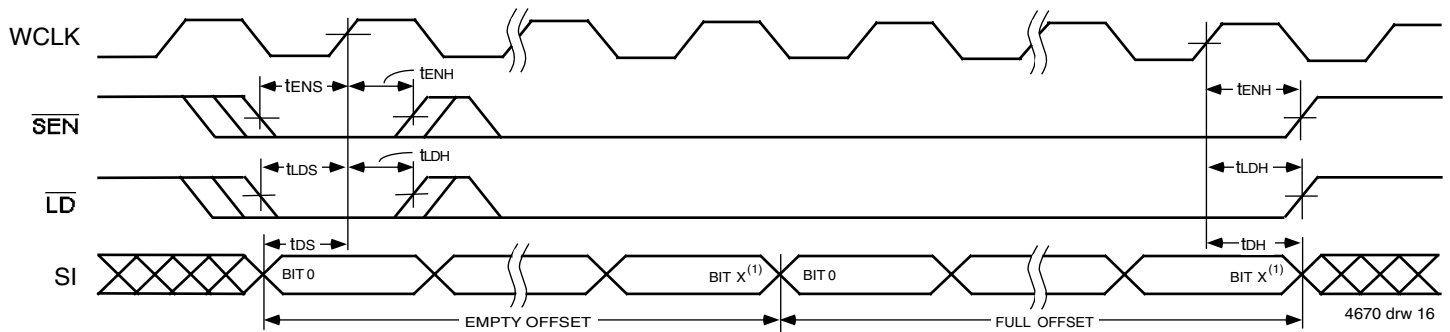 WCLK
tENS
tENH
tENH
SEN
tLDS
tLDH
tLDH
LD
tDS
tDH
SI
BIT 0
BIT X(1)
BIT 0
BIT X(1)
EMPTY OFFSET
FULL OFFSET
4670 drw 16